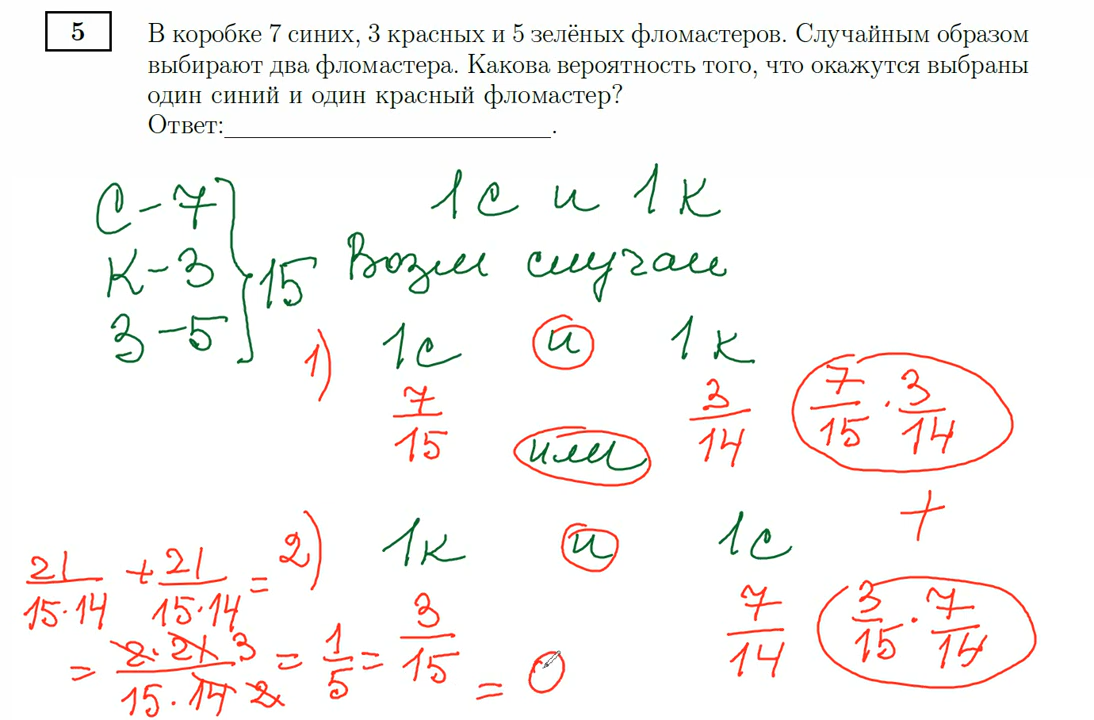 5
В коробке 7 синих, 3 красных и 5 зелёных фломастеров. Случайным образом
выбирают два фломастера. Какова вероятность того, что окажутся выбраны
один синий и один красный фломастер?
Ответ:________________________.
С - 7
К - 3
З - 5
15
1с и 1к
Возм случаи
1) 1с и 1к
7/15 3/14 7/15 · 3/14
или
+
2) 1к и 1с
3/15 7/14 3/15 · 7/14
21/15·14 + 21/15·14 =
= 2·21 3/15·14 2 = 1/5 = = 0